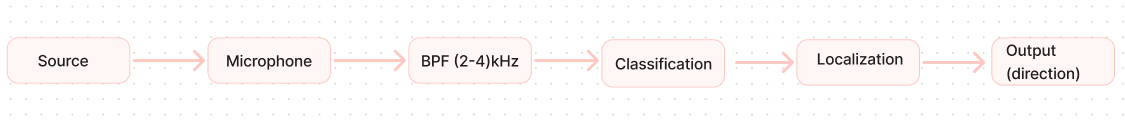 Source
Microphone
BPF (2-4)kHz
Classification
Localization
Output
(direction)